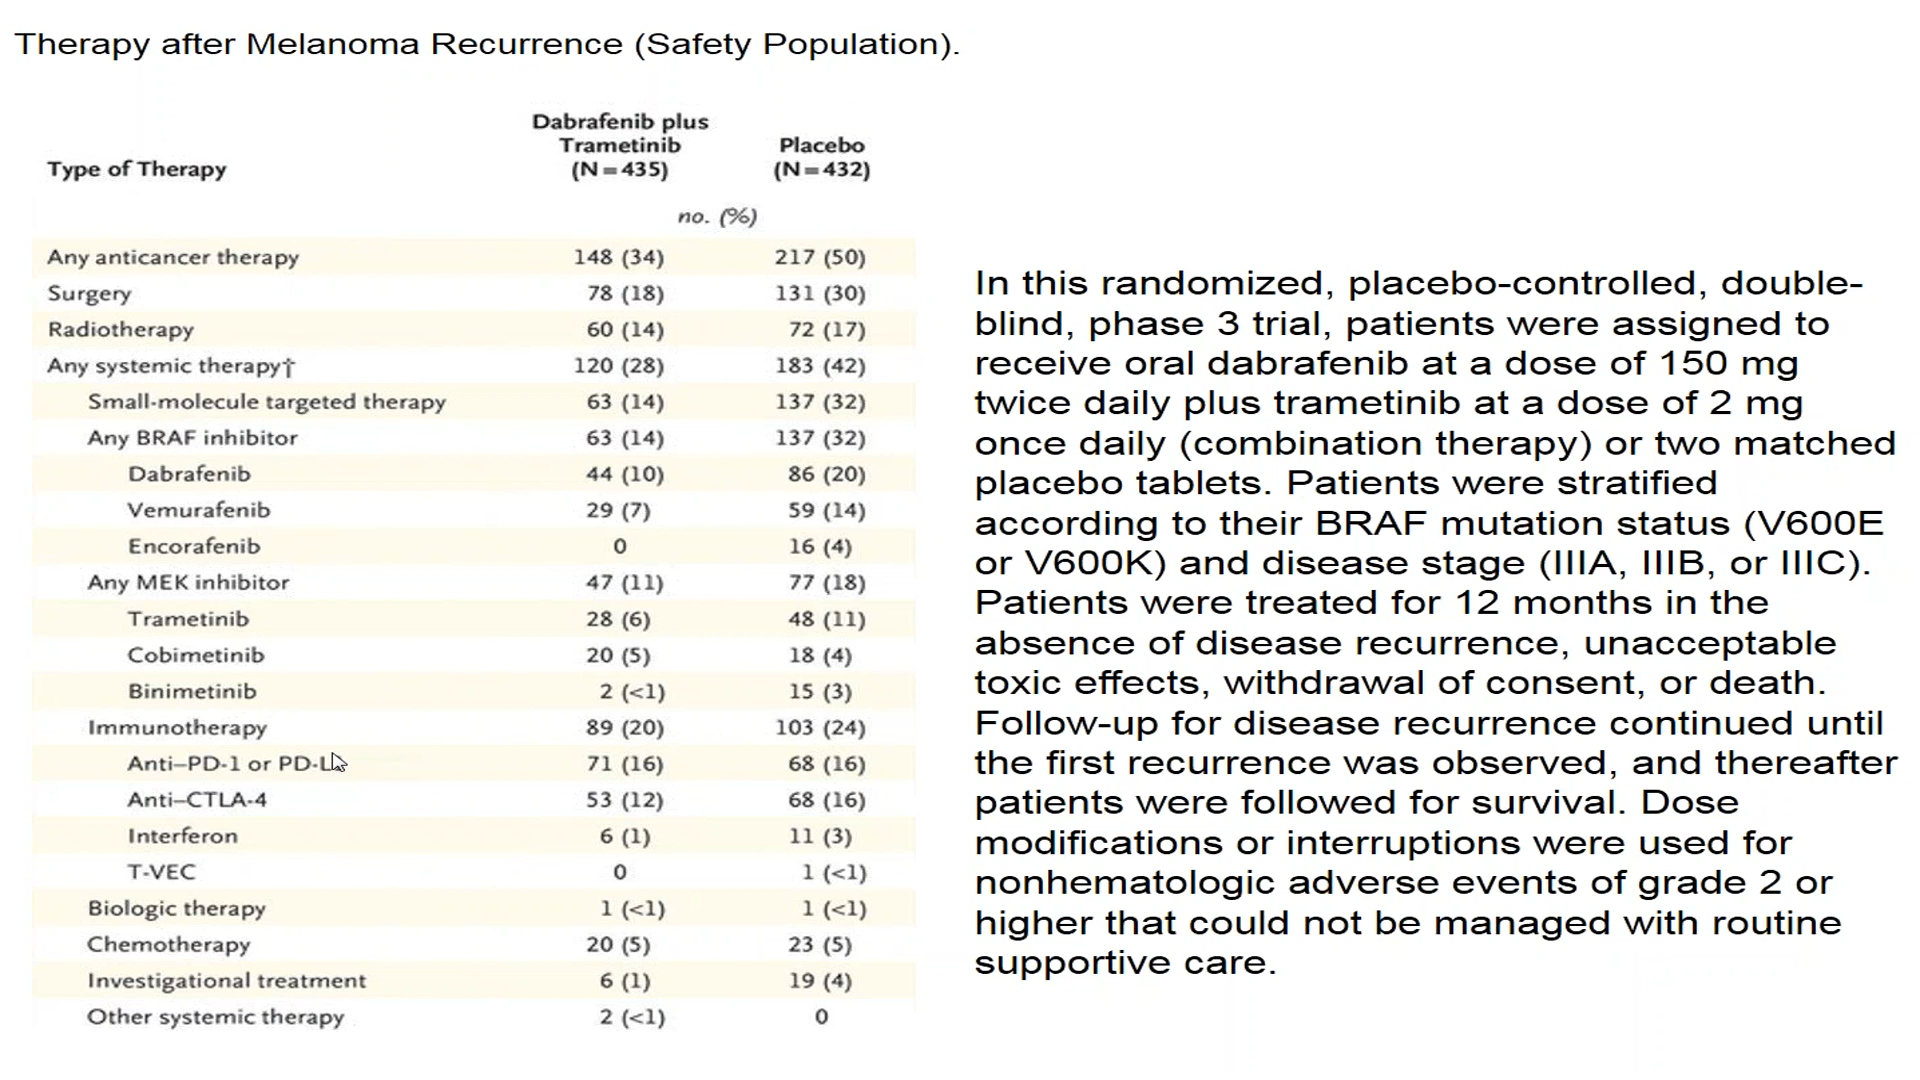 Therapy after Melanoma Recurrence (Safety Population).
Type of Therapy
Dabrafenib plus
Trametinib
(N=435)
Placebo
(N=432)
no. (%)
Any anticancer therapy 148 (34) 217 (50)
Surgery 78 (18) 131 (30)
Radiotherapy 60 (14) 72 (17)
Any systemic therapy† 120 (28) 183 (42)
Small-molecule targeted therapy 63 (14) 137 (32)
Any BRAF inhibitor 63 (14) 137 (32)
Dabrafenib 44 (10) 86 (20)
Vemurafenib 29 (7) 59 (14)
Encorafenib 0 16 (4)
Any MEK inhibitor 47 (11) 77 (18)
Trametinib 28 (6) 48 (11)
Cobimetinib 20 (5) 18 (4)
Binimetinib 2 (<1) 15 (3)
Immunotherapy 89 (20) 103 (24)
Anti–PD-1 or 71 (16) 68 (16)
Anti–CTLA-4 53 (12) 68 (16)
Interferon 6 (1) 11 (3)
T-VEC 0 1 (<1)
Biologic therapy 1 (<1) 1 (<1)
Chemotherapy 20 (5) 23 (5)
Investigational treatment 6 (1) 19 (4)
Other systemic therapy 2 (<1) 0
In this randomized, placebo-controlled, double-
blind, phase 3 trial, patients were assigned to
receive oral dabrafenib at a dose of 150 mg
twice daily plus trametinib at a dose of 2 mg
once daily (combination therapy) or two matched
placebo tablets. Patients were stratified
according to their BRAF mutation status (V600E
or V600K) and disease stage (IIIA, IIIB, or IIIC).
Patients were treated for 12 months in the
absence of disease recurrence, unacceptable
toxic effects, withdrawal of consent, or death.
Follow-up for disease recurrence continued until
the first recurrence was observed, and thereafter
patients were followed for survival. Dose
modifications or interruptions were used for
nonhematologic adverse events of grade 2 or
higher that could not be managed with routine
supportive care.